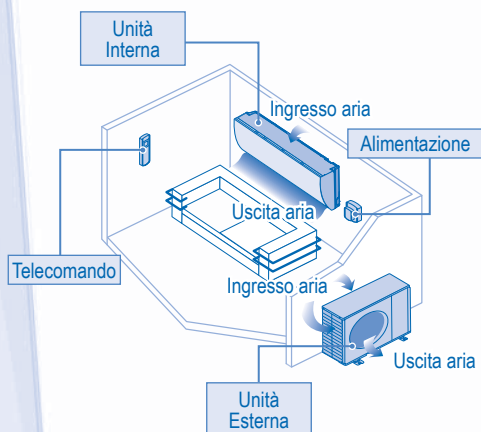 Unità
Interna
Ingresso aria
Alimentazione
Uscita aria
Telecomando
Ingresso aria
Uscita aria
Unità
Esterna